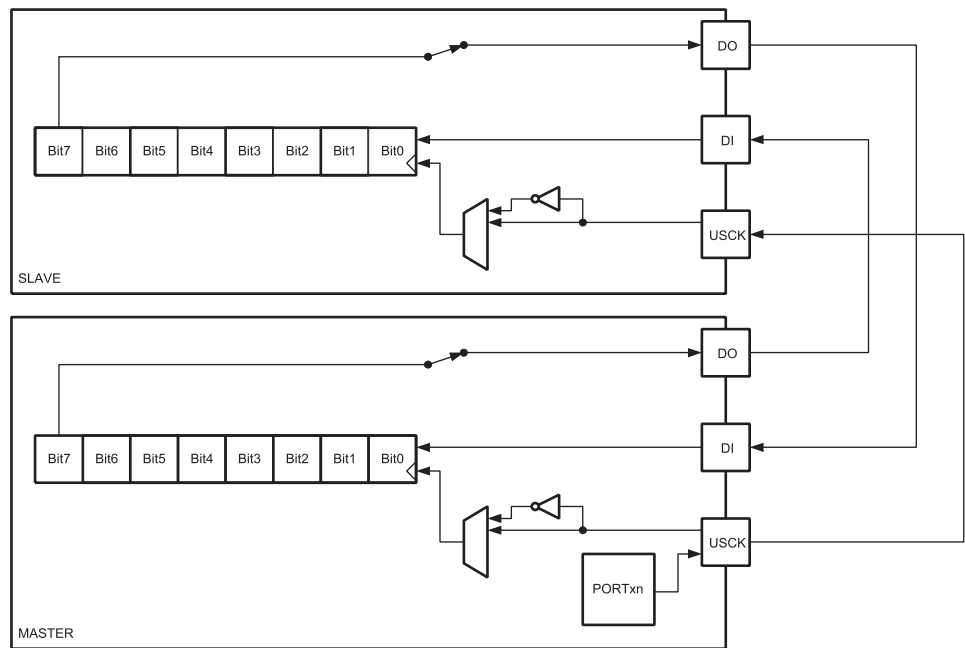 DO
Bit7 Bit6 Bit5 Bit4 Bit3 Bit2 Bit1 Bit0
DI
USCK
SLAVE
DO
Bit7 Bit6 Bit5 Bit4 Bit3 Bit2 Bit1 Bit0
DI
USCK
PORTxn
MASTER